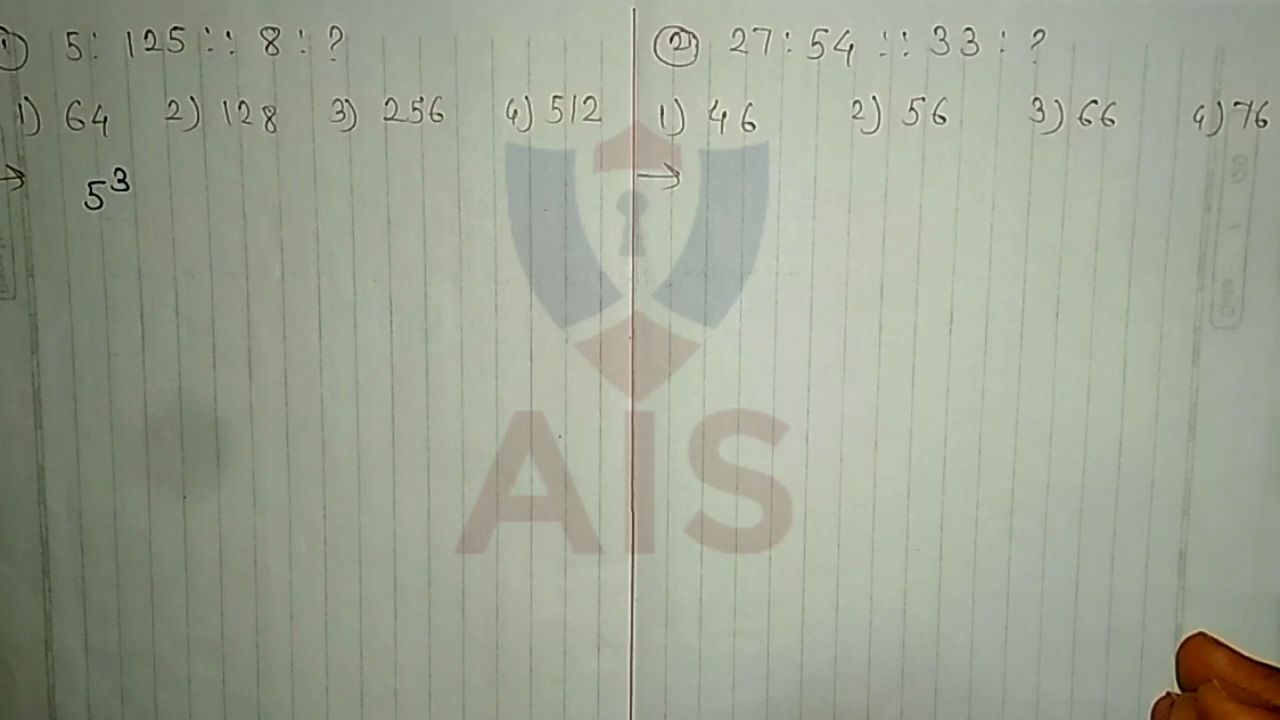 ① 5 : 125 :: 8 : ?
1) 64 2) 128 3) 256 4) 512
→ 5³
② 27 : 54 :: 33 : ?
1) 46 2) 56 3) 66 4) 76
→
AIS